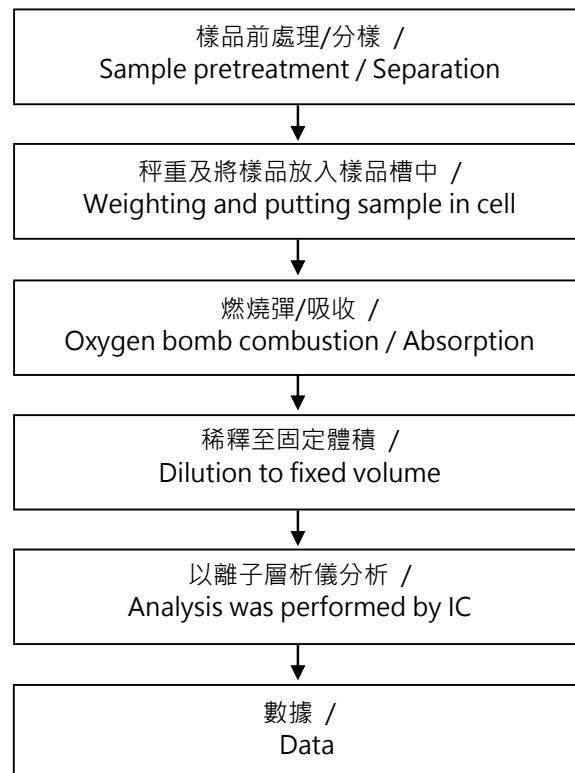 樣品前處理/分樣 /
Sample pretreatment / Separation
秤重及將樣品放入樣品槽中 /
Weighting and putting sample in cell
燃燒彈/吸收 /
Oxygen bomb combustion / Absorption
稀釋至固定體積 /
Dilution to fixed volume
以離子層析儀分析 /
Analysis was performed by IC
數據 /
Data